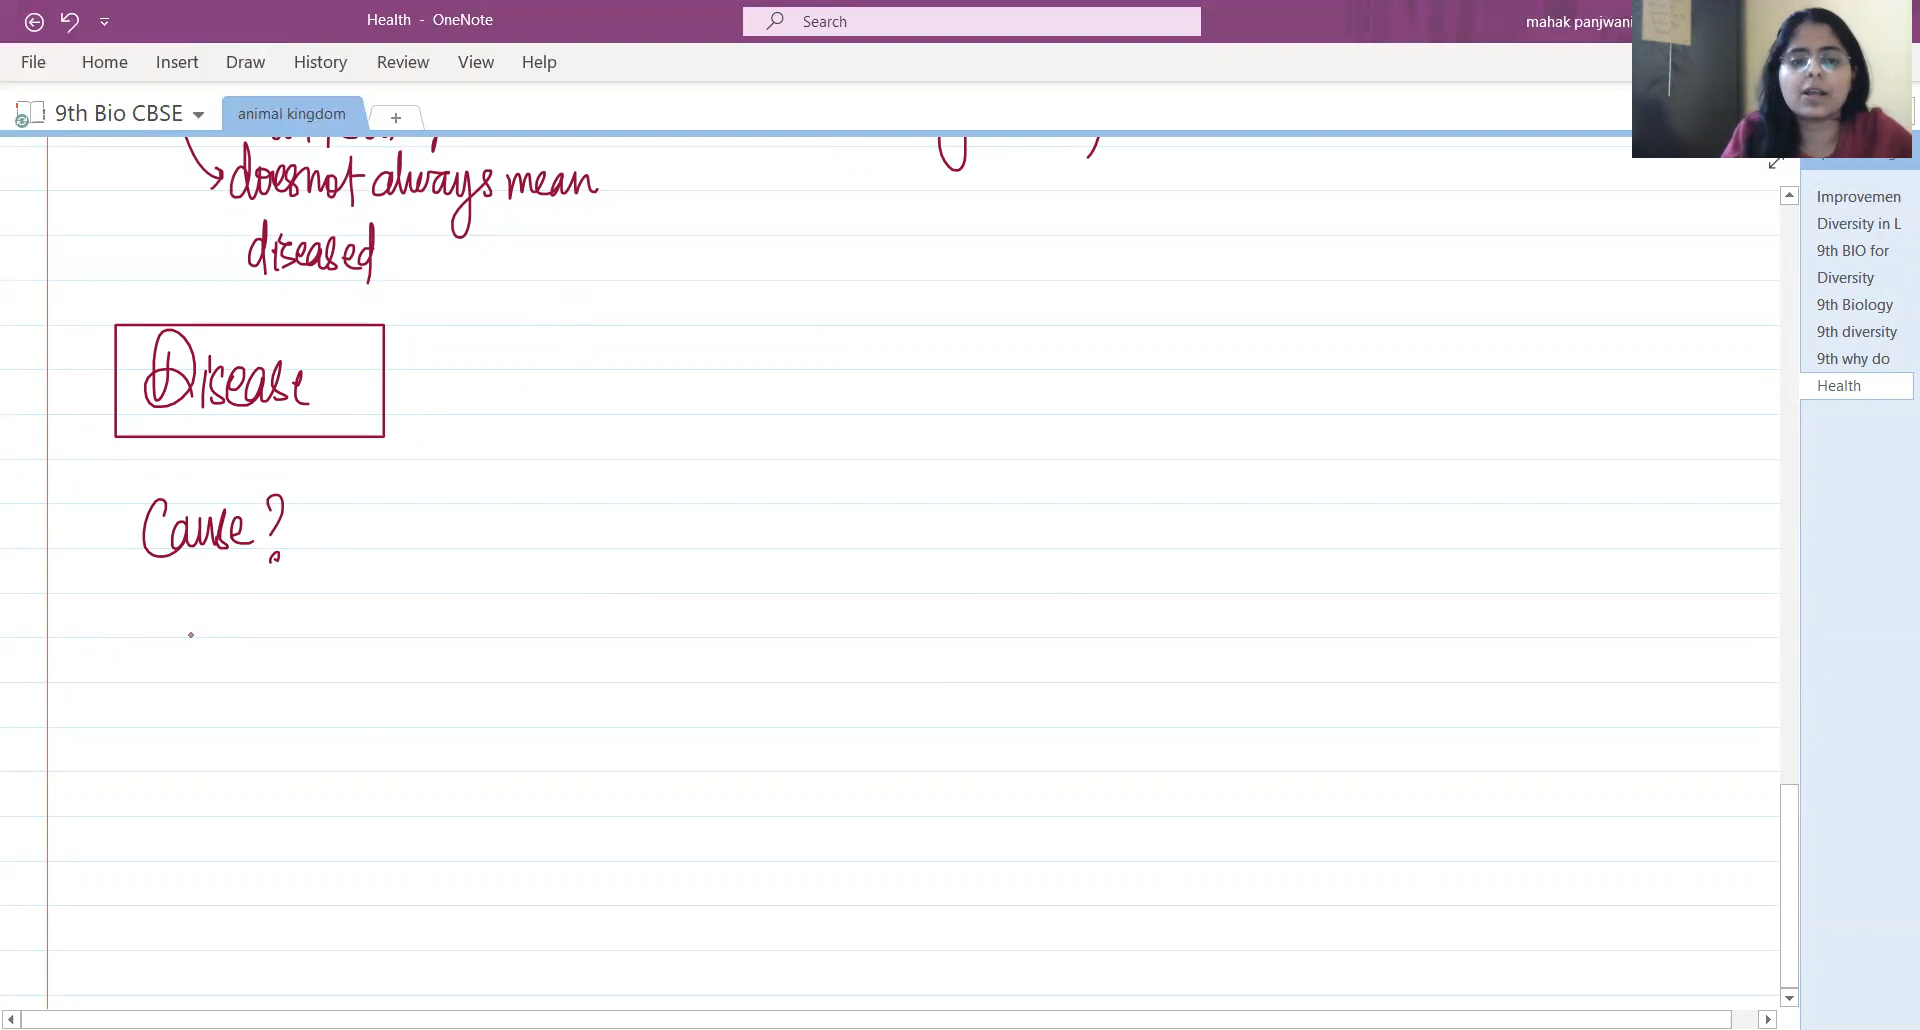 Health - OneNote
Search
mahak panjwani
File Home Insert Draw History Review View Help
9th Bio CBSE
animal kingdom
+
doesnot always mean
diseased
Disease
Cause?
Improvemen
Diversity in L
9th BIO for
Diversity
9th Biology
9th diversity
9th why do
Health